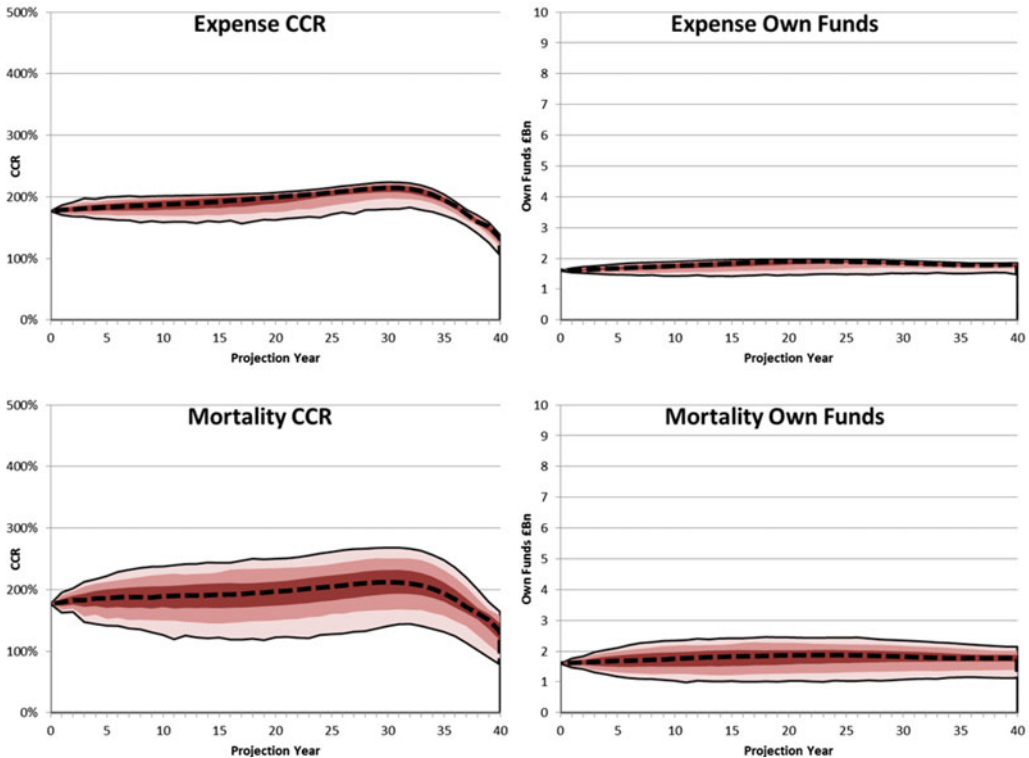 Expense CCR
500%
400%
300%
200%
100%
0%
CCR
0 5 10 15 20 25 30 35 40
Projection Year
Expense Own Funds
10
9
8
7
6
5
4
3
2
1
0
Own Funds £Bn
0 5 10 15 20 25 30 35 40
Projection Year
Mortality CCR
500%
400%
300%
200%
100%
0%
CCR
0 5 10 15 20 25 30 35 40
Projection Year
Mortality Own Funds
10
9
8
7
6
5
4
3
2
1
0
Own Funds £Bn
0 5 10 15 20 25 30 35 40
Projection Year